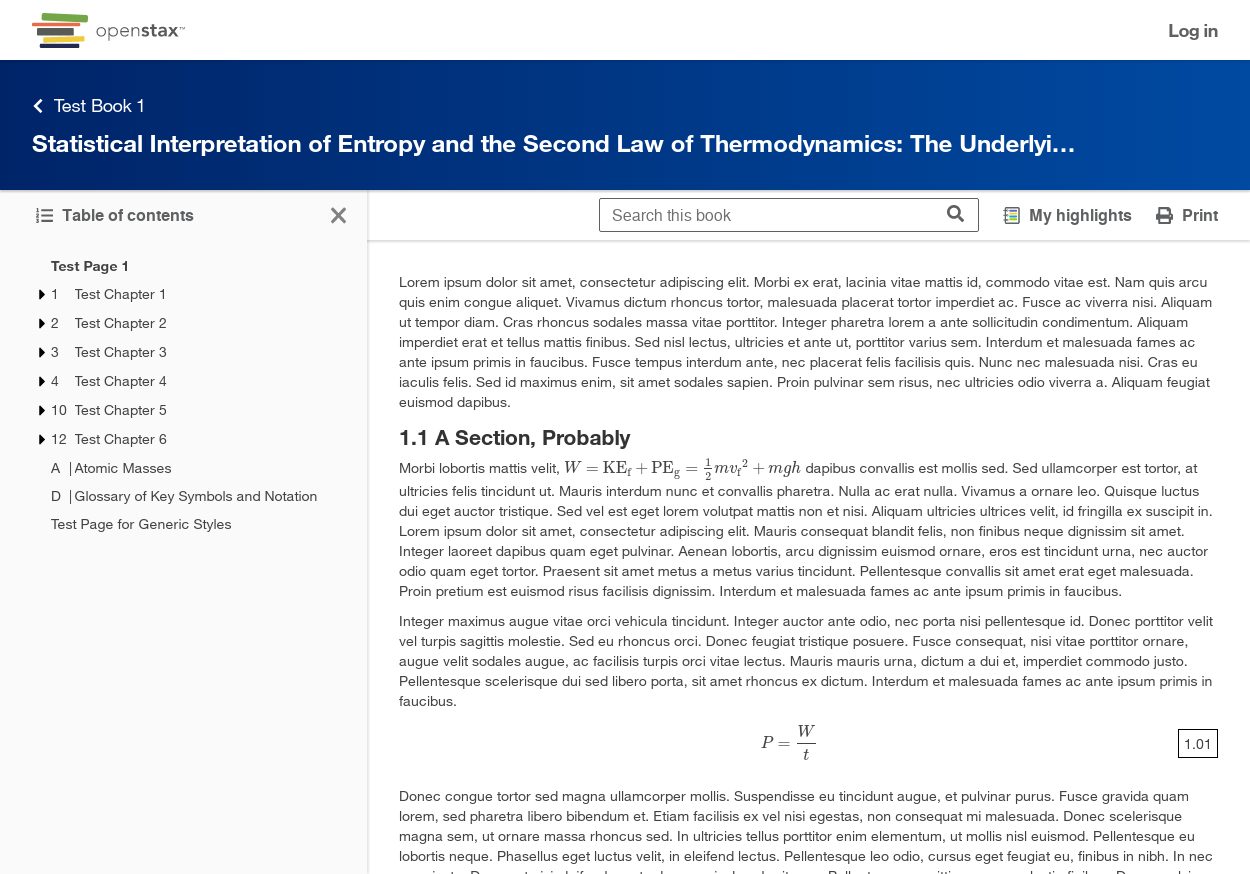 openstax™
Log in
Test Book 1
Statistical Interpretation of Entropy and the Second Law of Thermodynamics: The Underlyi…
Table of contents
Search this book
My highlights
Print
Test Page 1
1 Test Chapter 1
2 Test Chapter 2
3 Test Chapter 3
4 Test Chapter 4
10 Test Chapter 5
12 Test Chapter 6
A | Atomic Masses
D | Glossary of Key Symbols and Notation
Test Page for Generic Styles
Lorem ipsum dolor sit amet, consectetur adipiscing elit. Morbi ex erat, lacinia vitae mattis id, commodo vitae est. Nam quis arcu
quis enim congue aliquet. Vivamus dictum rhoncus tortor, malesuada placerat tortor imperdiet ac. Fusce ac viverra nisi. Aliquam
ut tempor diam. Cras rhoncus sodales massa vitae porttitor. Integer pharetra lorem a ante sollicitudin condimentum. Aliquam
imperdiet erat et tellus mattis finibus. Sed nisl lectus, ultricies et ante ut, porttitor varius sem. Interdum et malesuada fames ac
ante ipsum primis in faucibus. Fusce tempus interdum ante, nec placerat felis facilisis quis. Nunc nec malesuada nisi. Cras eu
iaculis felis. Sed id maximus enim, sit amet sodales sapien. Proin pulvinar sem risus, nec ultricies odio viverra a. Aliquam feugiat
euismod dapibus.
1.1 A Section, Probably
Morbi lobortis mattis velit, W = KE_f + PE_g = 1/2 mv_f² + mgh dapibus convallis est mollis sed. Sed ullamcorper est tortor, at
ultricies felis tincidunt ut. Mauris interdum nunc et convallis pharetra. Nulla ac erat nulla. Vivamus a ornare leo. Quisque luctus
dui eget auctor tristique. Sed vel est eget lorem volutpat mattis non et nisi. Aliquam ultricies ultrices velit, id fringilla ex suscipit in.
Lorem ipsum dolor sit amet, consectetur adipiscing elit. Mauris consequat blandit felis, non finibus neque dignissim sit amet.
Integer laoreet dapibus quam eget pulvinar. Aenean lobortis, arcu dignissim euismod ornare, eros est tincidunt urna, nec auctor
odio quam eget tortor. Praesent sit amet metus a metus varius tincidunt. Pellentesque convallis sit amet erat eget malesuada.
Proin pretium est euismod risus facilisis dignissim. Interdum et malesuada fames ac ante ipsum primis in faucibus.
Integer maximus augue vitae orci vehicula tincidunt. Integer auctor ante odio, nec porta nisi pellentesque id. Donec porttitor velit
vel turpis sagittis molestie. Sed eu rhoncus orci. Donec feugiat tristique posuere. Fusce consequat, nisi vitae porttitor ornare,
augue velit sodales augue, ac facilisis turpis orci vitae lectus. Mauris mauris urna, dictum a dui et, imperdiet commodo justo.
Pellentesque scelerisque dui sed libero porta, sit amet rhoncus ex dictum. Interdum et malesuada fames ac ante ipsum primis in
faucibus.
P = W/t 1.01
Donec congue tortor sed magna ullamcorper mollis. Suspendisse eu tincidunt augue, et pulvinar purus. Fusce gravida quam
lorem, sed pharetra libero bibendum et. Etiam facilisis ex vel nisi egestas, non consequat mi malesuada. Donec scelerisque
magna sem, ut ornare massa rhoncus sed. In ultricies tellus porttitor enim elementum, ut mollis nisl euismod. Pellentesque eu
lobortis neque. Phasellus eget luctus velit, in eleifend lectus. Pellentesque leo odio, cursus eget feugiat eu, finibus in nibh. In nec